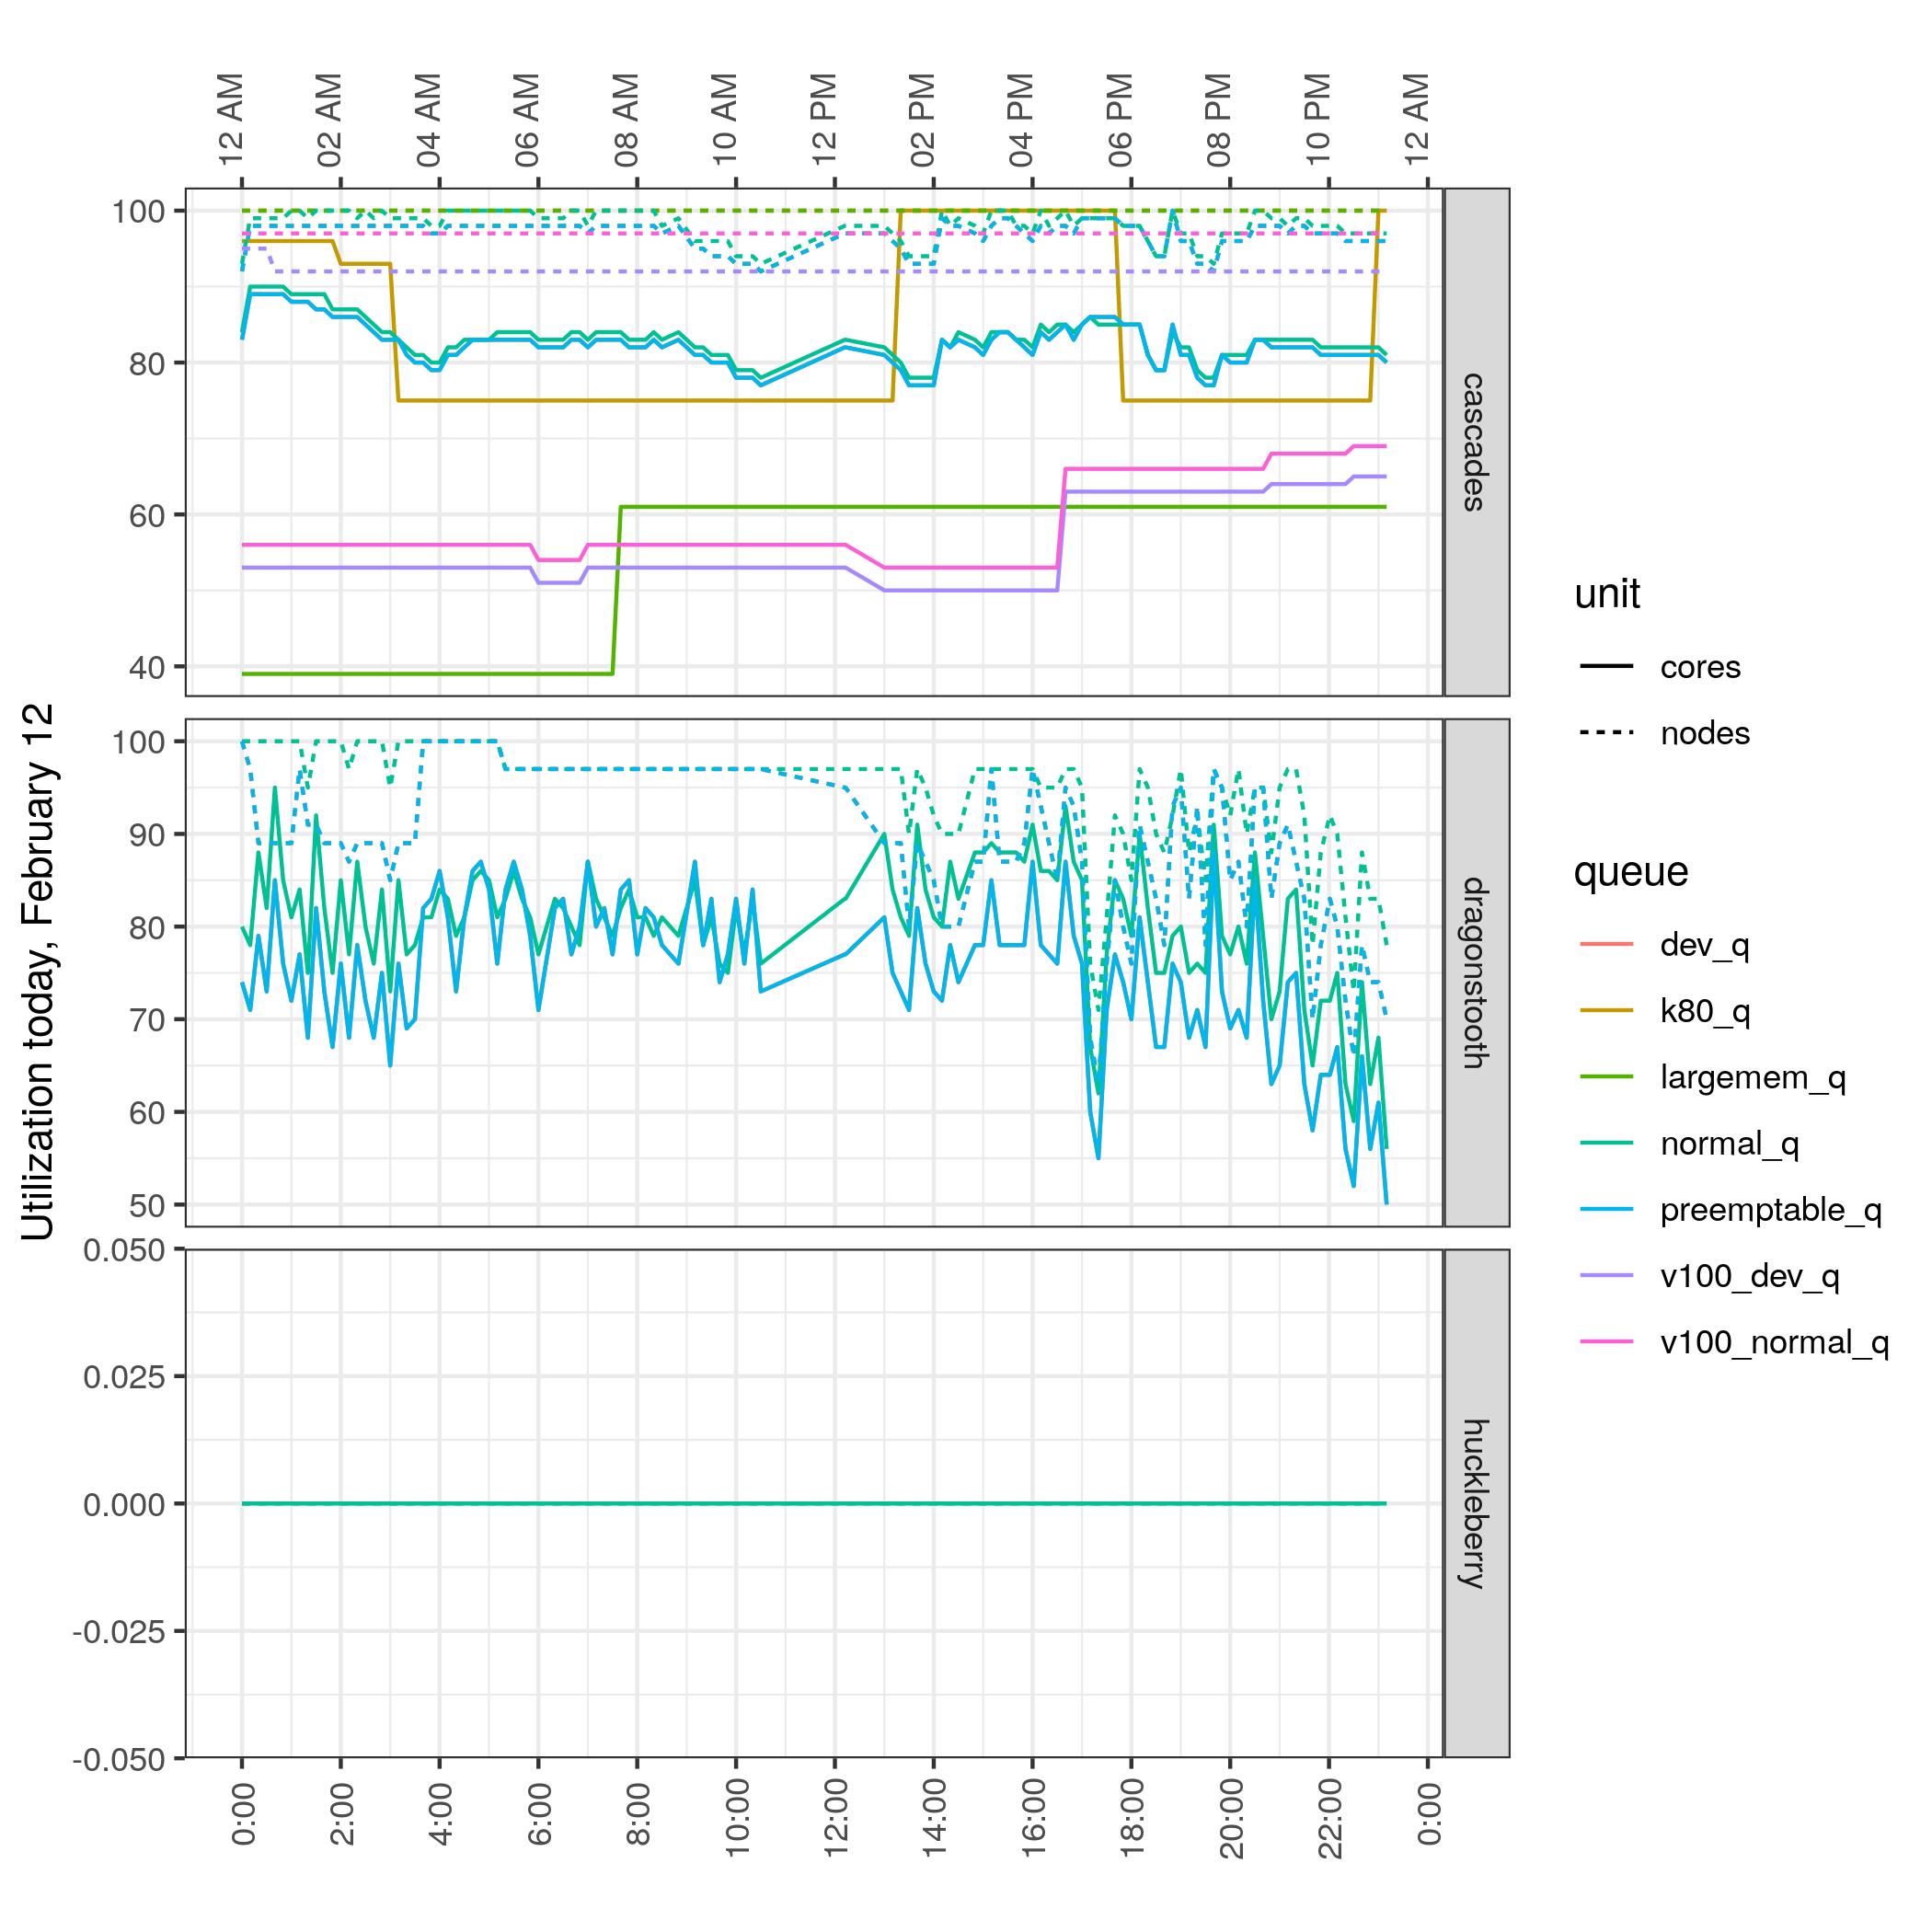 12 AM
02 AM
04 AM
06 AM
08 AM
10 AM
12 PM
02 PM
04 PM
06 PM
08 PM
10 PM
12 AM
Utilization today, February 12
100
80
60
40
cascades
100
90
80
70
60
50
dragonstooth
0.050
0.025
0.000
-0.025
-0.050
huckleberry
0:00
2:00
4:00
6:00
8:00
10:00
12:00
14:00
16:00
18:00
20:00
22:00
0:00
unit
cores
nodes
queue
dev_q
k80_q
largemem_q
normal_q
preemptable_q
v100_dev_q
v100_normal_q